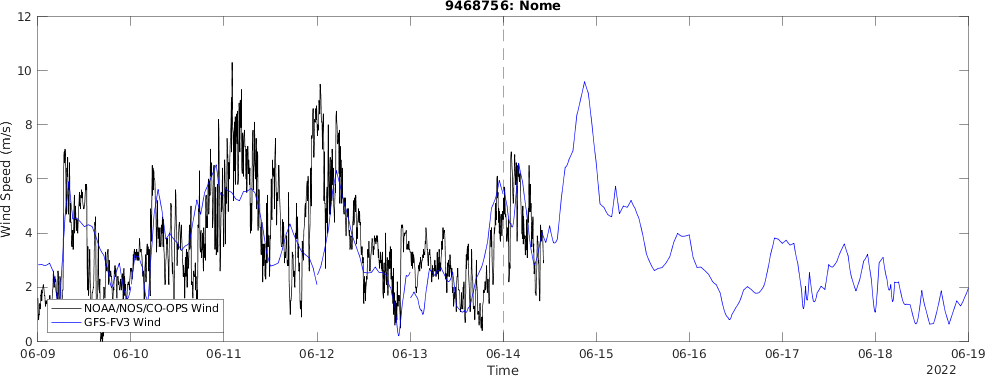 9468756: Nome
12
10
8
6
4
2
0
Wind Speed (m/s)
NOAA/NOS/CO-OPS Wind
GFS-FV3 Wind
06-09 06-10 06-11 06-12 06-13 06-14 06-15 06-16 06-17 06-18 06-19
Time
2022